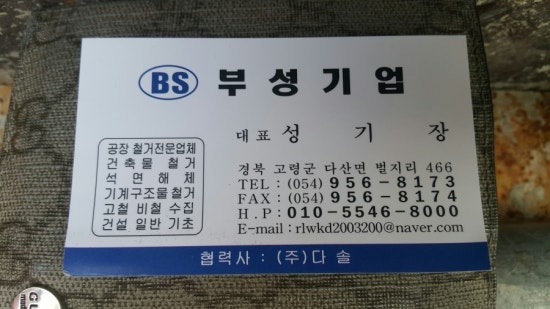 BS 부성기업
대표 성 기 장
공장 철거전문업체
건축물 철거
석면해체
기계구조물철거
고철 비철 수집
건설 일반 기초
경북 고령군 다산면 벌지리 466
TEL : (054) 956-8173
FAX : (054) 956-8174
H . P : 010-5546-8000
E-mail : rlwkd2003200@naver.com
협력사 : (주)다 솔